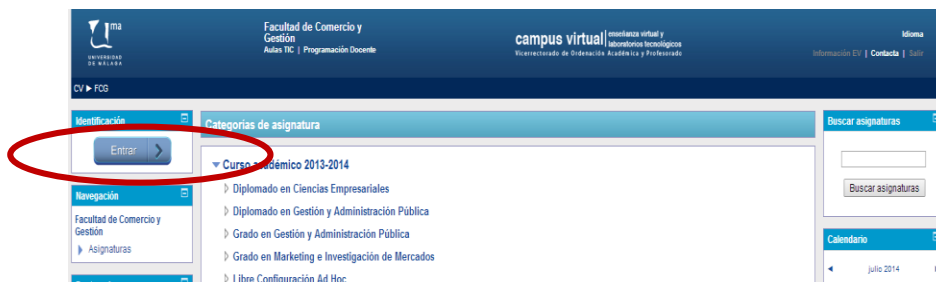 uma
UNIVERSIDAD
DE MÁLAGA
Facultad de Comercio y
Gestión
Aulas TIC | Programación Docente
campus virtual
enseñanza virtual y
laboratorios tecnológicos
Vicerrectorado de Ordenación Académica y Profesorado
Idioma
Información EV | Contacta | Salir
CV ► FCG
Identificación
Entrar
Navegación
Facultad de Comercio y
Gestión
Asignaturas
Categorías de asignatura
Curso académico 2013-2014
Diplomado en Ciencias Empresariales
Diplomado en Gestión y Administración Pública
Grado en Gestión y Administración Pública
Grado en Marketing e Investigación de Mercados
Libre Configuración Ad Hoc
Buscar asignaturas
Buscar asignaturas
Calendario
julio 2014